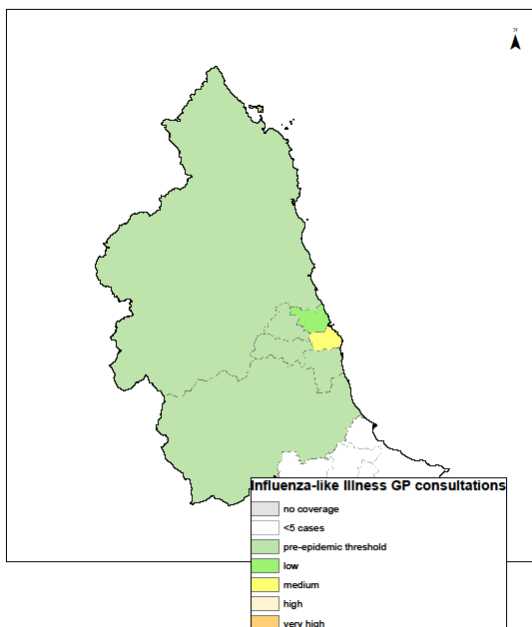 N
Influenza-like Illness GP consultations
no coverage
<5 cases
pre-epidemic threshold
low
medium
high
very high